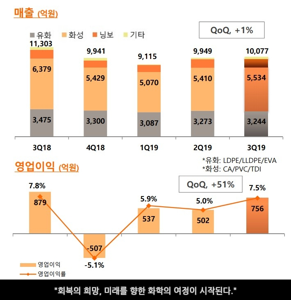 매출 (억원)
유화 화성 닝보 기타
QoQ, +1%
11,303 9,941 9,115 9,949 10,077
6,379 5,429 5,070 5,410 5,534
3,475 3,300 3,087 3,273 3,244
3Q18 4Q18 1Q19 2Q19 3Q19
*유화: LDPE/LLDPE/EVA
*화성: CA/PVC/TDI
영업이익 (억원)
QoQ, +51%
7.8% 5.9% 5.0% 7.5%
879 537 502 756
-507
-5.1%
영업이익
영업이익률
"회복의 희망, 미래를 향한 화학의 여정이 시작된다."